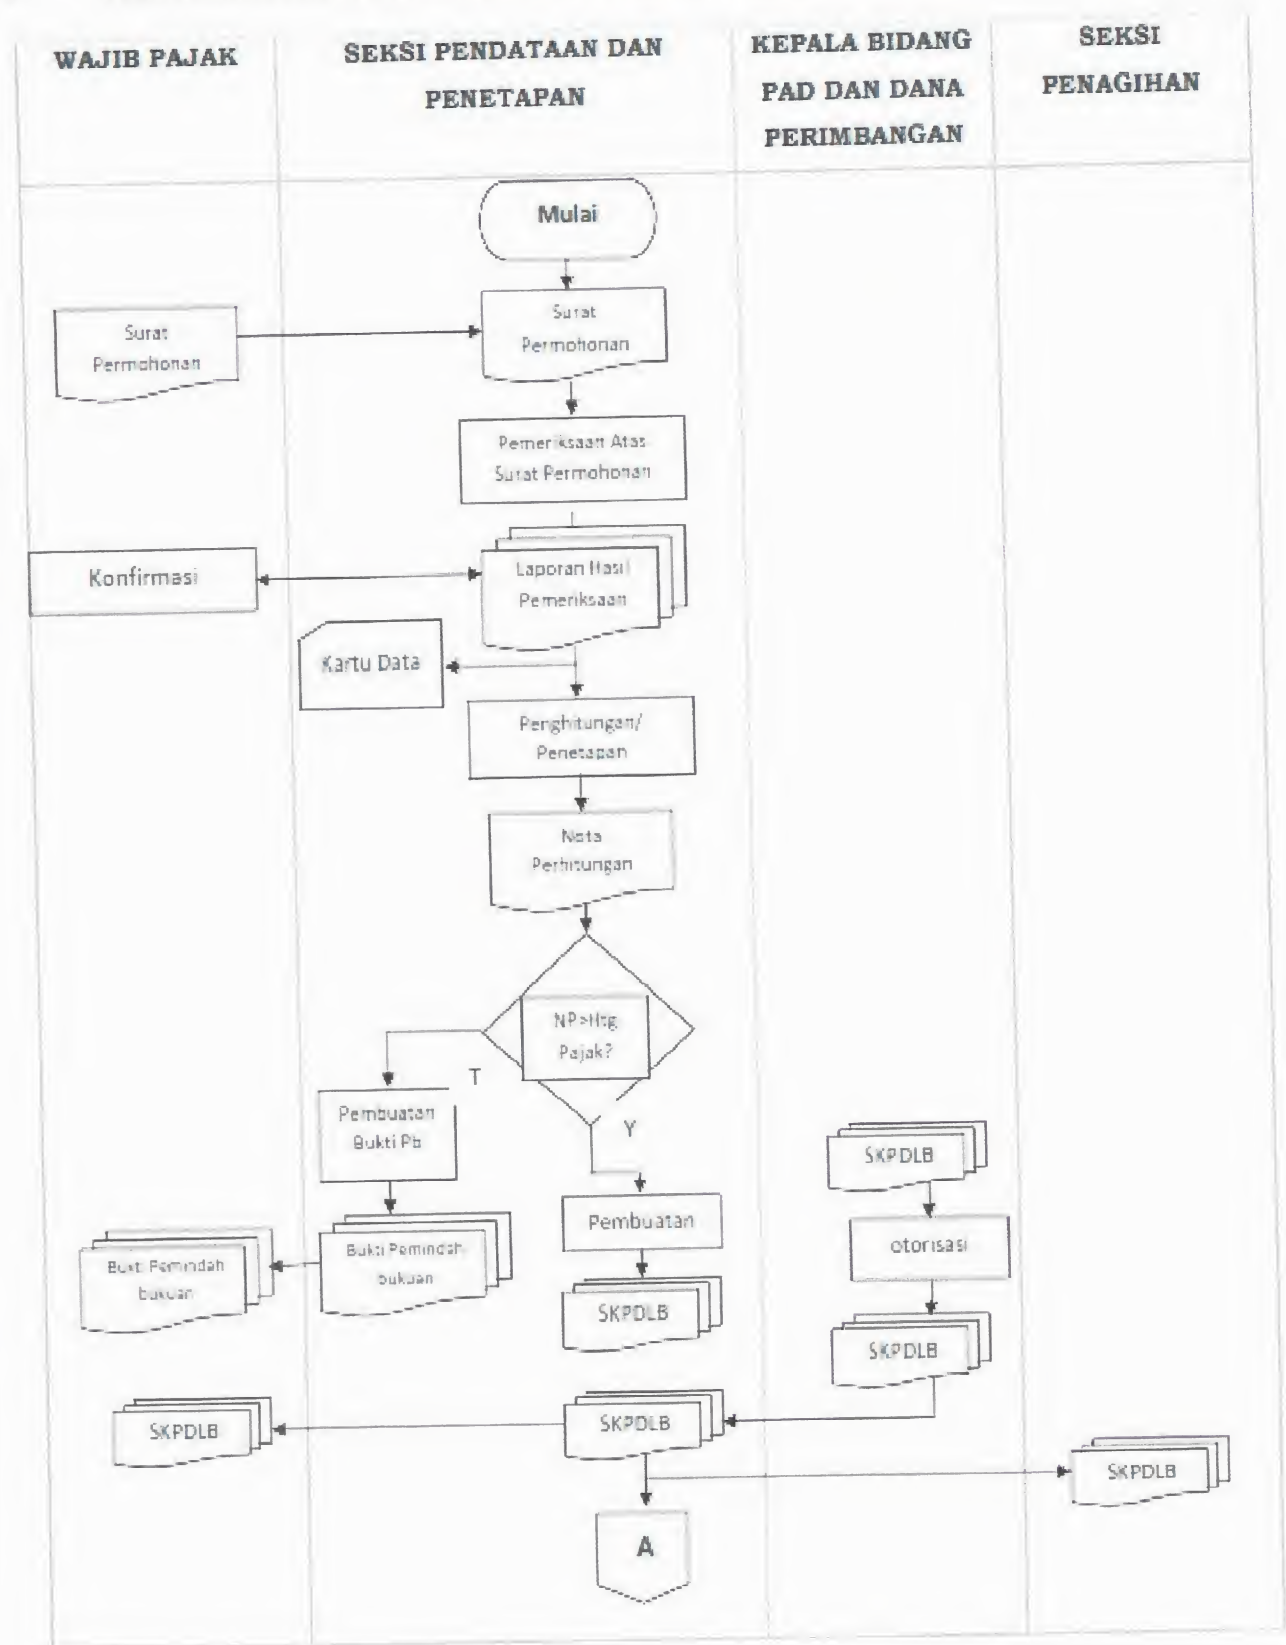 WAJIB PAJAK
SEKSI PENDATAAN DAN
PENETAPAN
KEPALA BIDANG
PAD DAN DANA
PERIMBANGAN
SEKSI
PENAGIHAN
Mulai
Surat
Permohonan
Surat
Permohonan
Pemeriksaan Atas
Surat Permohonan
Konfirmasi
Laporan Hasil
Pemeriksaan
Kartu Data
Penghitungan/
Penetapan
Nota
Perhitungan
NP>Htg
Pajak?
T
Y
Pembuatan
Bukti Pb
SKPDLB
Pembuatan
otorisasi
Bukti Pemindah
bukuan
Bukti Pemindah
bukuan
SKPDLB
SKPDLB
SKPDLB
SKPDLB
SKPDLB
A